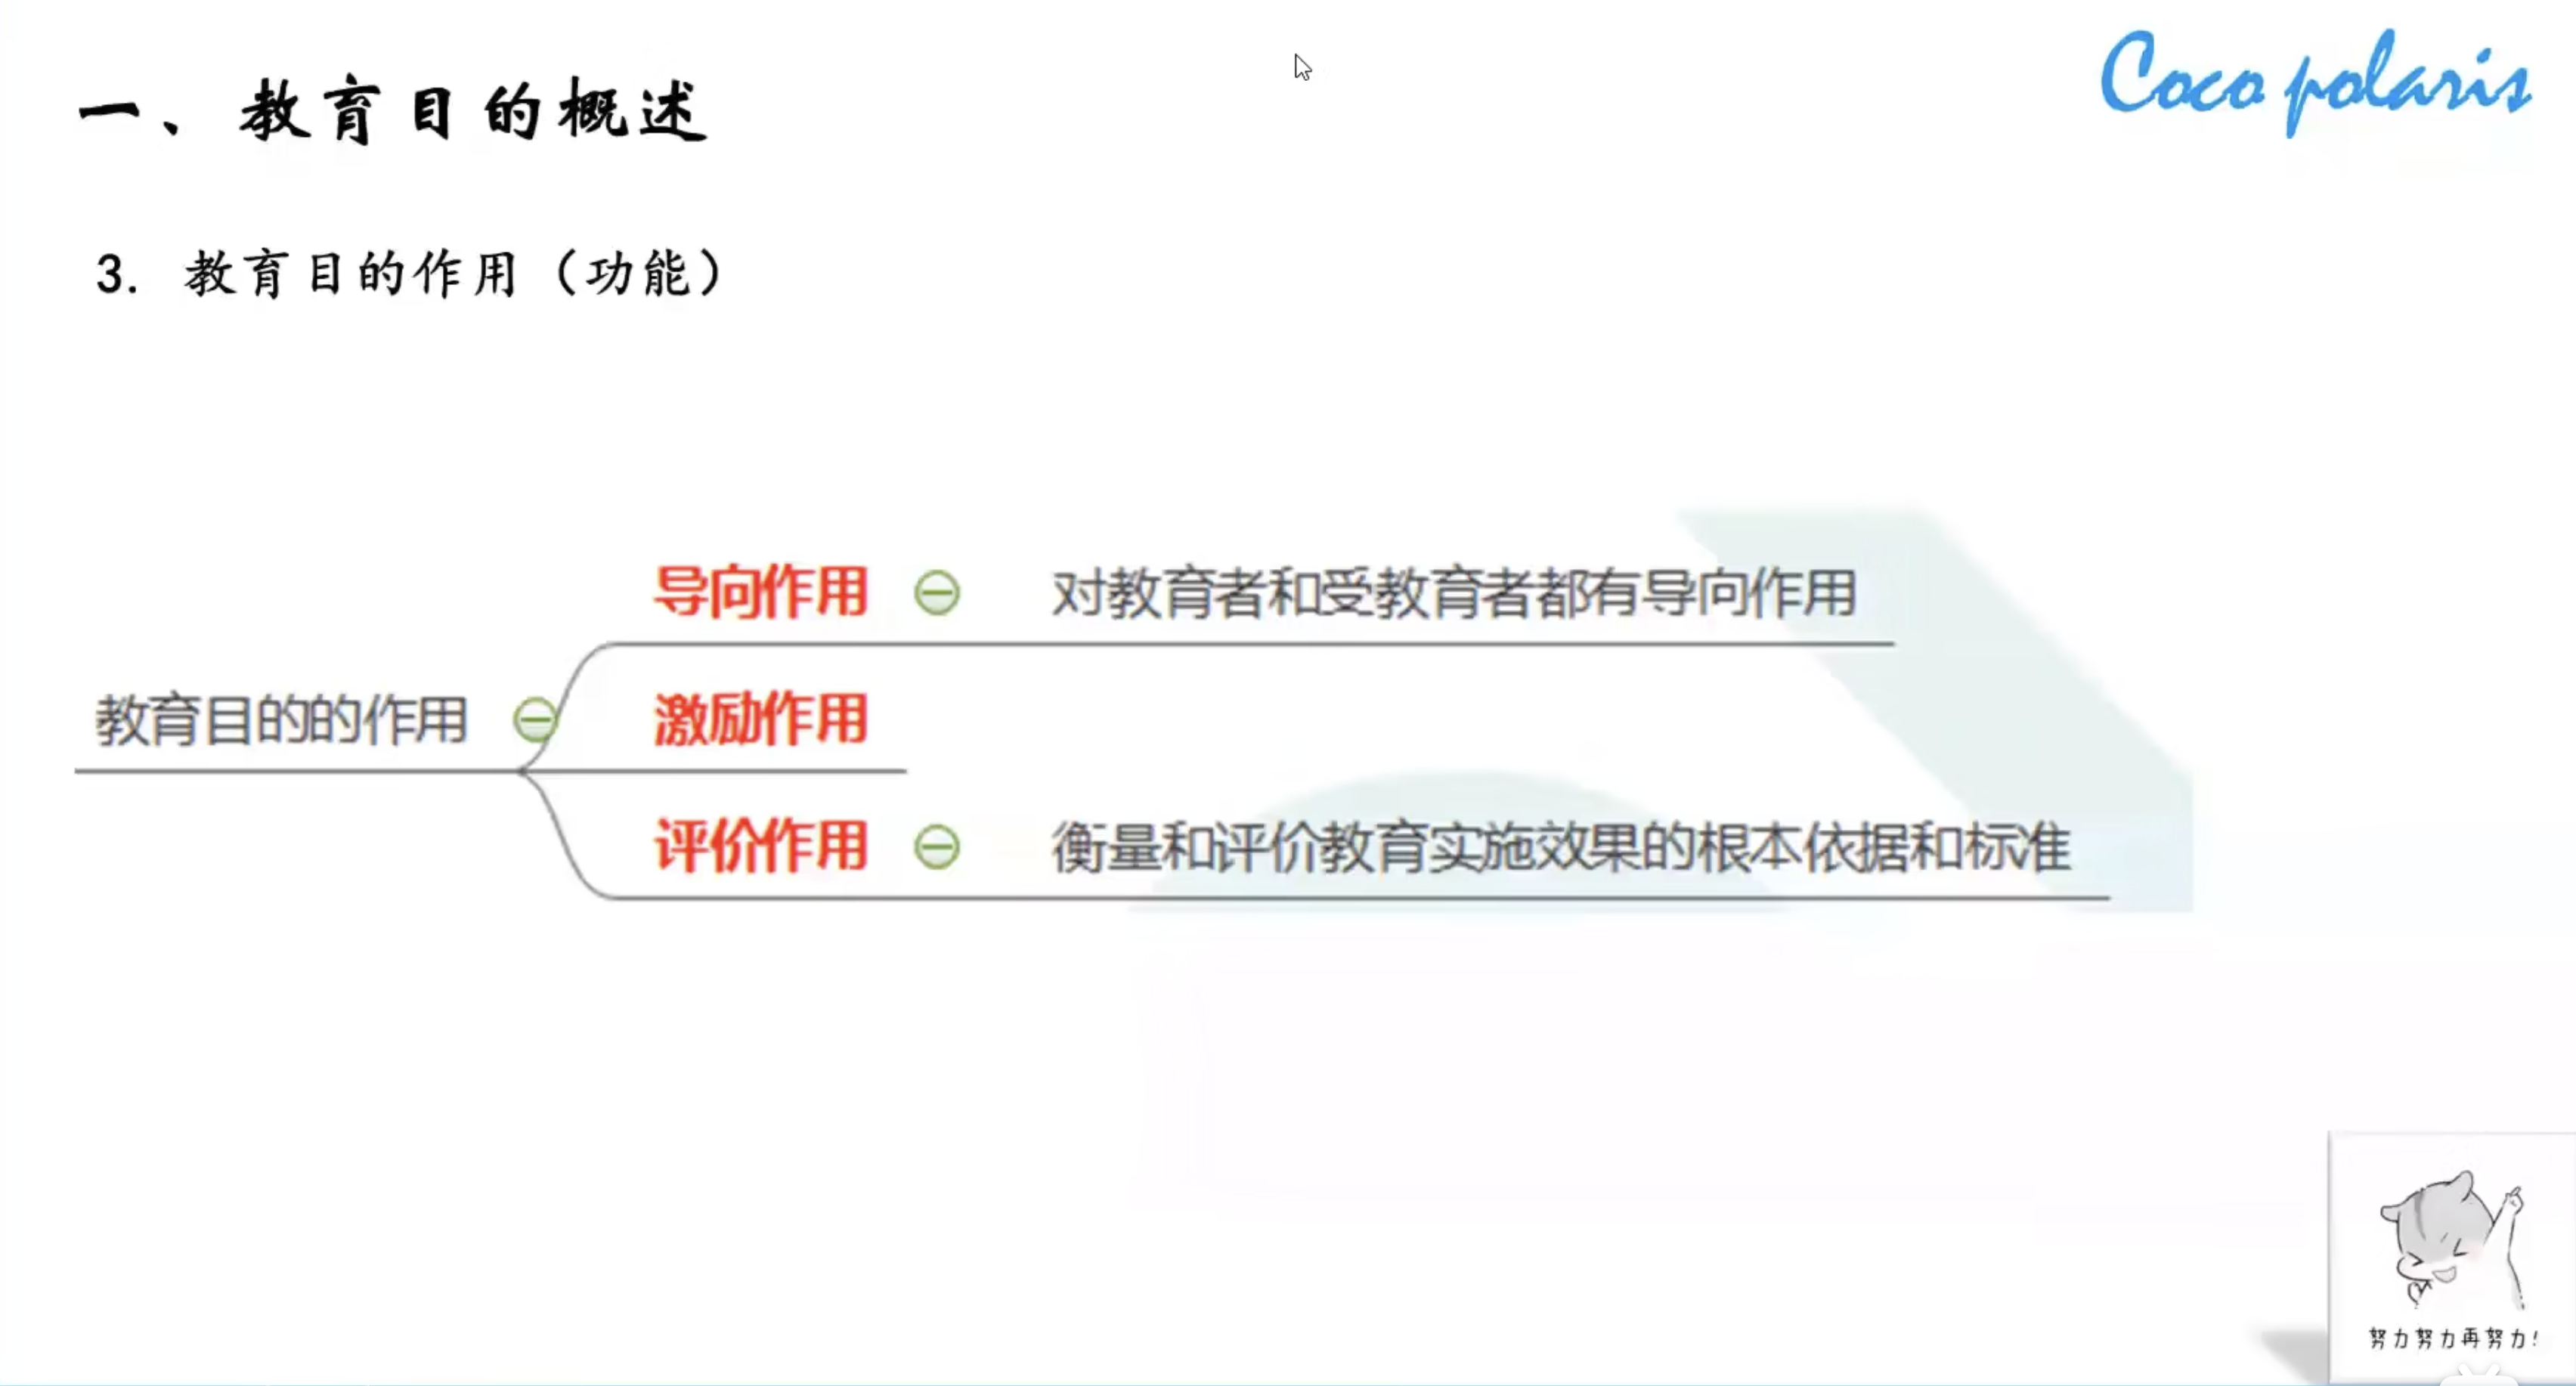 一、教育目的概述
Coco polaris
3. 教育目的作用（功能）
导向作用 对教育者和受教育者都有导向作用
教育目的的作用 激励作用
评价作用 衡量和评价教育实施效果的根本依据和标准
努力努力再努力!